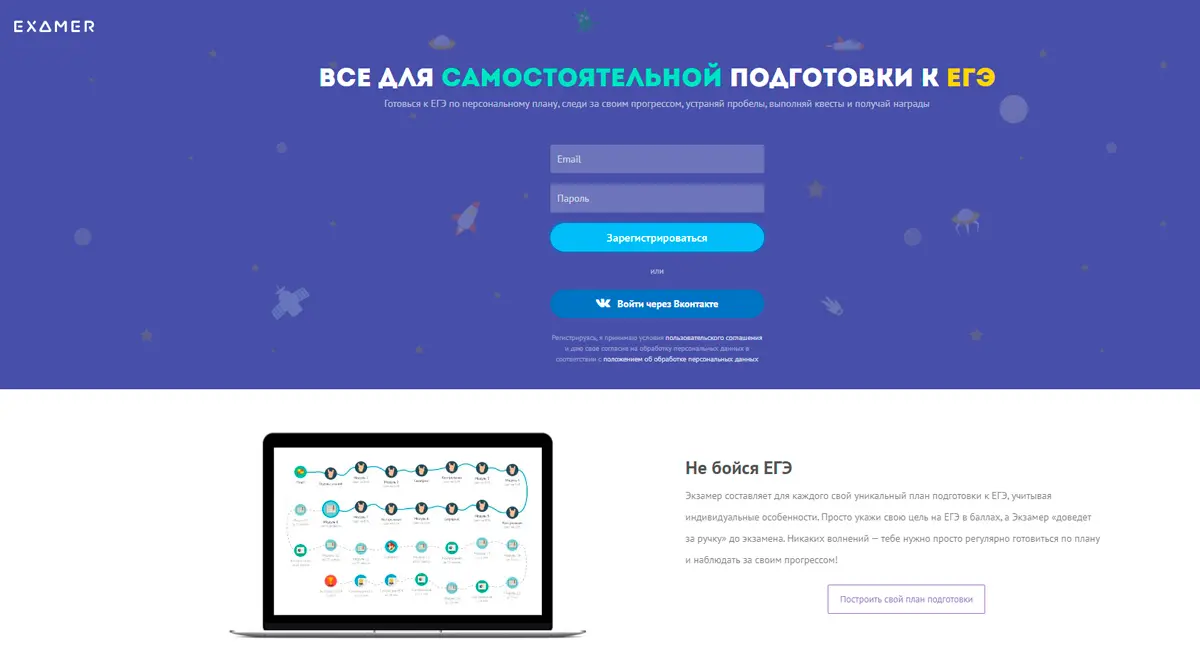 EXAMER
ВСЕ ДЛЯ САМОСТОЯТЕЛЬНОЙ ПОДГОТОВКИ К ЕГЭ
Готовься к ЕГЭ по персональному плану, следи за своим прогрессом, устраняй пробелы, выполняй квесты и получай награды
Email
Пароль
Зарегистрироваться
или
Войти через Вконтакте
Регистрируясь, я принимаю условия пользовательского соглашения
и даю свое согласие на обработку персональных данных в
соответствии с положением об обработке персональных данных
Не бойся ЕГЭ
Экзамер составляет для каждого свой уникальный план подготовки к ЕГЭ, учитывая
индивидуальные особенности. Просто укажи свою цель на ЕГЭ в баллах, а Экзамер «доведет
за ручку» до экзамена. Никаких волнений — тебе нужно просто регулярно готовиться по плану
и наблюдать за своим прогрессом!
Построить свой план подготовки